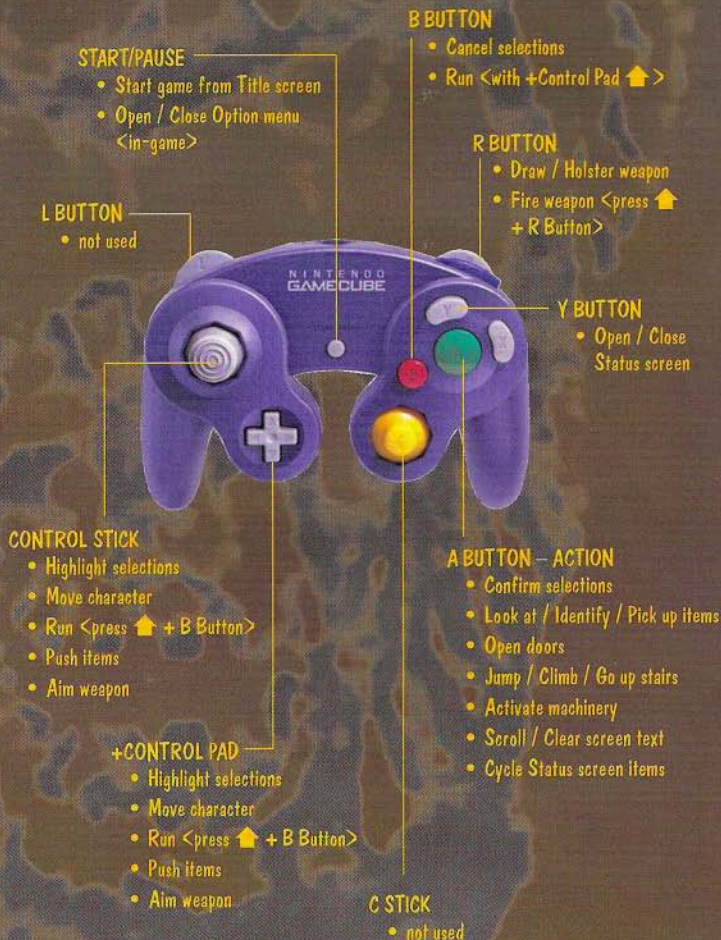 B BUTTON
• Cancel selections
• Run <with +Control Pad ⬆ >
START/PAUSE
• Start game from Title screen
• Open / Close Option menu
<in-game>
R BUTTON
• Draw / Holster weapon
• Fire weapon <press ⬆
+ R Button>
L BUTTON
• not used
NINTENDO
GAMECUBE
Y BUTTON
• Open / Close
Status screen
CONTROL STICK
• Highlight selections
• Move character
• Run <press ⬆ + B Button>
• Push items
• Aim weapon
A BUTTON – ACTION
• Confirm selections
• Look at / Identify / Pick up items
• Open doors
• Jump / Climb / Go up stairs
• Activate machinery
• Scroll / Clear screen text
• Cycle Status screen items
+CONTROL PAD
• Highlight selections
• Move character
• Run <press ⬆ + B Button>
• Push items
• Aim weapon
C STICK
• not used